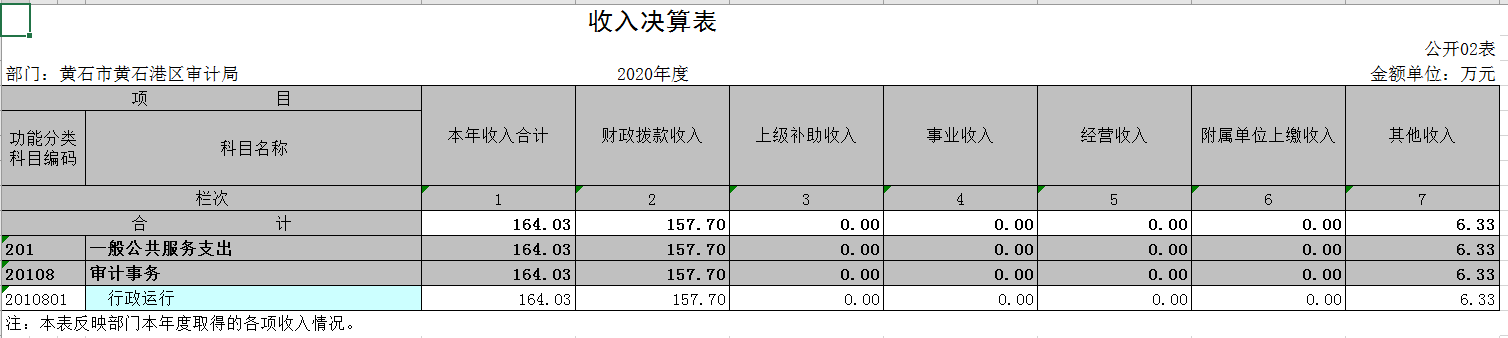 收入决算表
公开02表
部门：黄石市黄石港区审计局 2020年度 金额单位：万元
项 目
功能分类
科目编码
科目名称
本年收入合计 财政拨款收入 上级补助收入 事业收入 经营收入 附属单位上缴收入 其他收入
栏次 1 2 3 4 5 6 7
合 计 164.03 157.70 0.00 0.00 0.00 0.00 6.33
201 一般公共服务支出 164.03 157.70 0.00 0.00 0.00 0.00 6.33
20108 审计事务 164.03 157.70 0.00 0.00 0.00 0.00 6.33
2010801 行政运行 164.03 157.70 0.00 0.00 0.00 0.00 6.33
注：本表反映部门本年度取得的各项收入情况。